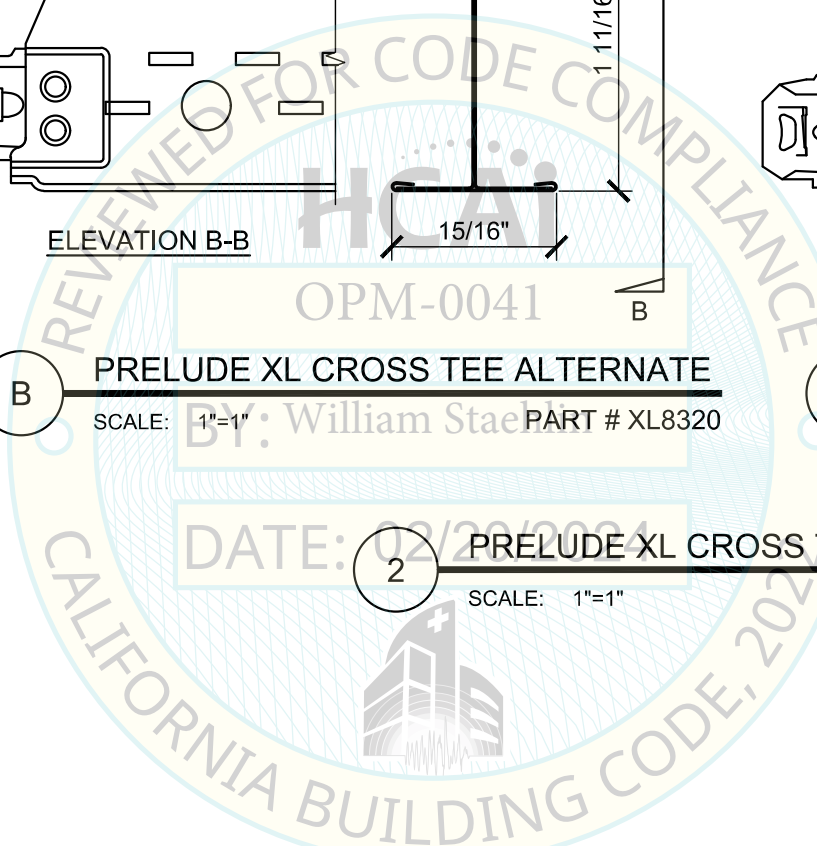 1 11/16
15/16"
ELEVATION B-B
B
B
PRELUDE XL CROSS TEE ALTERNATE
SCALE: 1"=1"
PART # XL8320
2
PRELUDE XL CROSS
SCALE: 1"=1"
REVIEWED FOR CODE COMPLIANCE
HCAi
OPM-0041
BY: William Staehlin
DATE: 02/20/2024
CALIFORNIA BUILDING CODE, 202